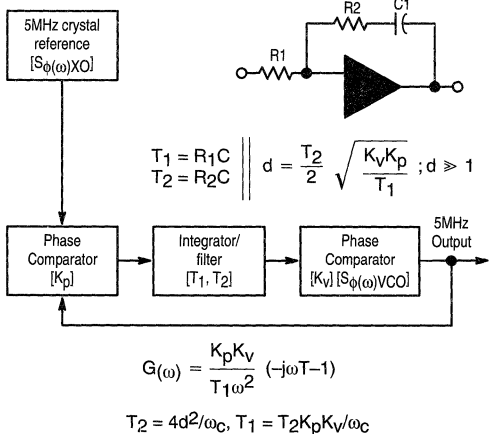 5MHz crystal
reference
[Sϕ(ω)XO]
R2
C1
R1
T1 = R1C
T2 = R2C
d = T2/2 √(KvKp/T1) ; d ≫ 1
5MHz
Output
Phase
Comparator
[Kp]
Integrator/
filter
[T1, T2]
Phase
Comparator
[Kv] [Sϕ(ω)VCO]
G(ω) = KpKv/T1ω² (-jωT–1)
T2 = 4d²/ωc, T1 = T2KpKv/ωc